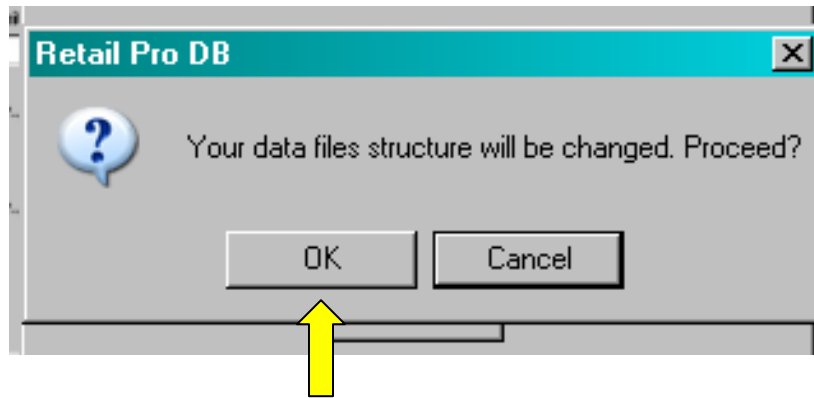 Retail Pro DB
Your data files structure will be changed. Proceed?
OK
Cancel